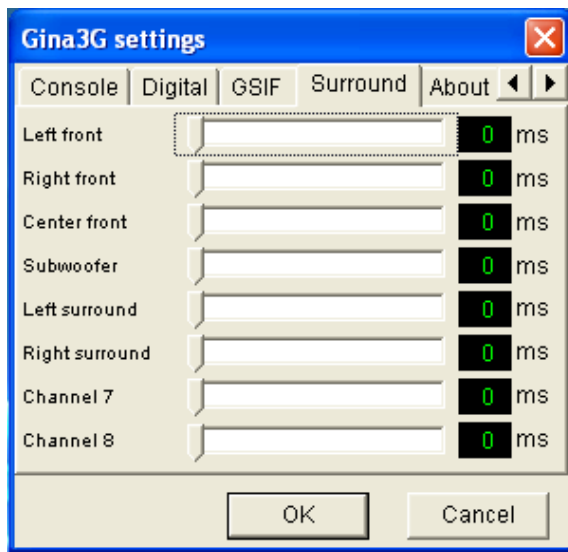 Gina3G settings
Console Digital GSIF Surround About
Left front 0 ms
Right front 0 ms
Center front 0 ms
Subwoofer 0 ms
Left surround 0 ms
Right surround 0 ms
Channel 7 0 ms
Channel 8 0 ms
OK Cancel